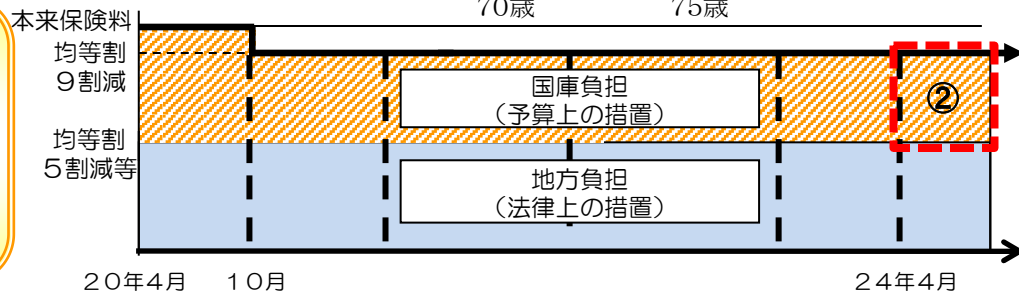 70歳　75歳
本来保険料
均等割
９割減
国庫負担
（予算上の措置）
②
均等割
５割減等
地方負担
（法律上の措置）
２０年４月　１０月　２４年４月